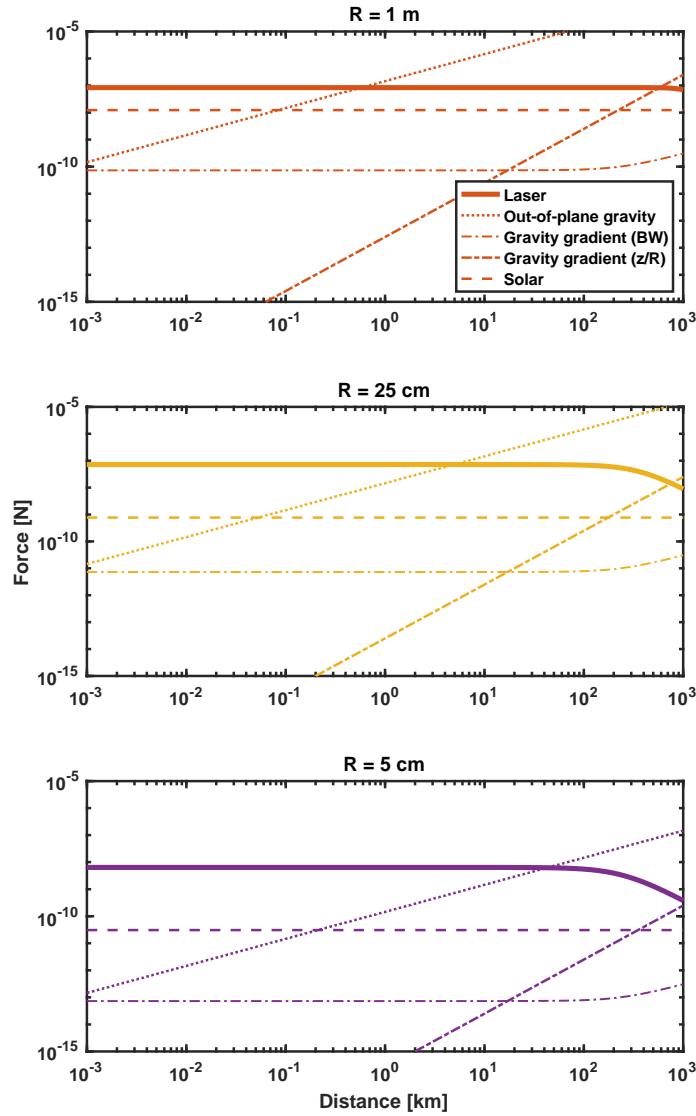 R = 1 m
10^-5
10^-10
10^-15
Laser
Out-of-plane gravity
Gravity gradient (BW)
Gravity gradient (z/R)
Solar
10^-3 10^-2 10^-1 10^0 10^1 10^2 10^3
R = 25 cm
10^-5
10^-10
10^-15
Force [N]
10^-3 10^-2 10^-1 10^0 10^1 10^2 10^3
R = 5 cm
10^-5
10^-10
10^-15
10^-3 10^-2 10^-1 10^0 10^1 10^2 10^3
Distance [km]